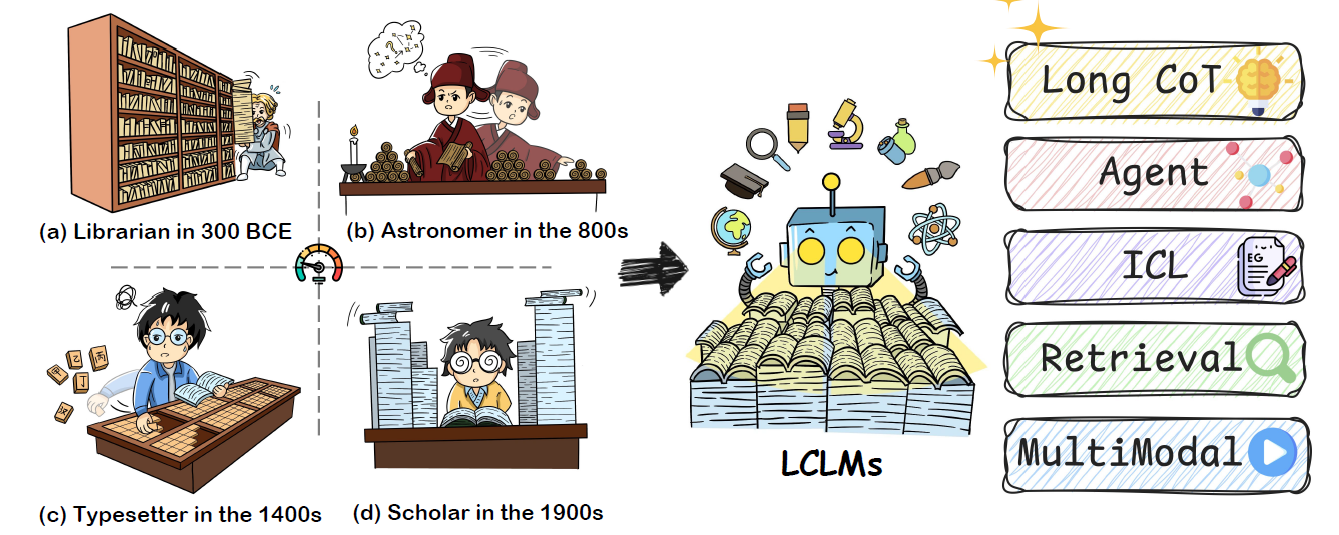 (a) Librarian in 300 BCE
(b) Astronomer in the 800s
(c) Typesetter in the 1400s
(d) Scholar in the 1900s
LCLMs
Long CoT
Agent
ICL
EG
Retrieval
MultiModal